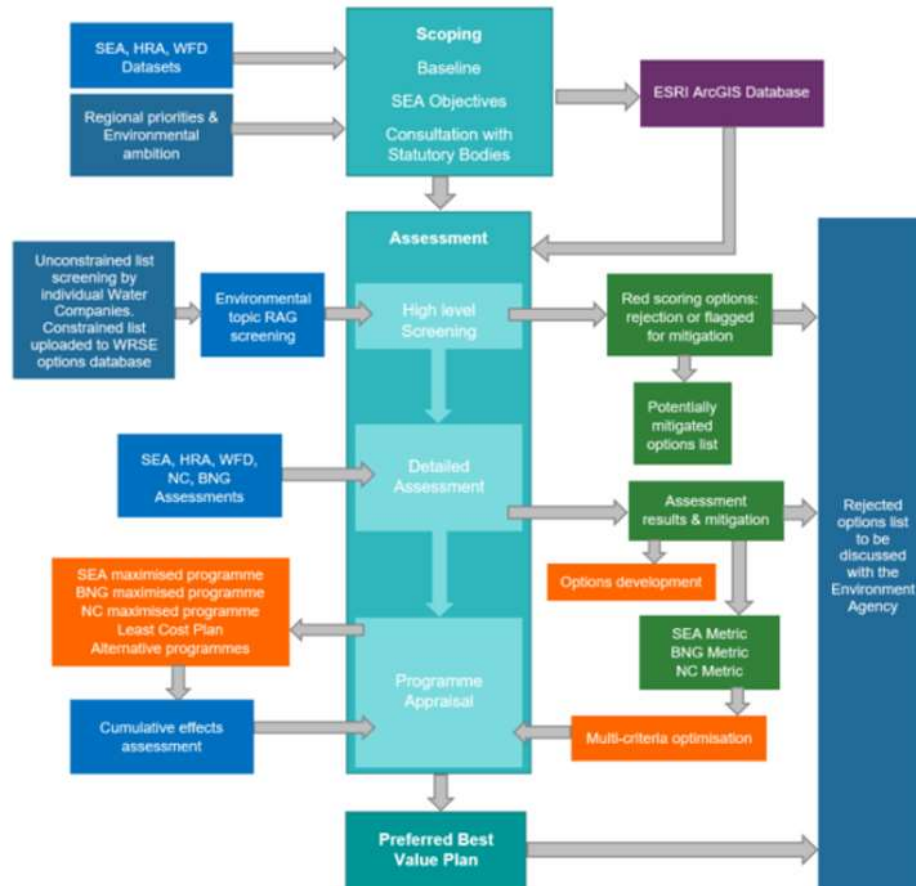 Scoping
Baseline
SEA Objectives
Consultation with
Statutory Bodies
SEA, HRA, WFD
Datasets
Regional priorities &
Environmental
ambition
ESRI ArcGIS Database
Assessment
Unconstrained list
screening by
individual Water
Companies.
Constrained list
uploaded to WRSE
options database
Environmental
topic RAG
screening
High level
Screening
Red scoring options:
rejection or flagged
for mitigation
Potentially
mitigated
options list
SEA, HRA, WFD,
NC, BNG
Assessments
Detailed
Assessment
Assessment
results & mitigation
Options development
Rejected
options list
to be
discussed
with the
Environment
Agency
SEA maximised programme
BNG maximised programme
NC maximised programme
Least Cost Plan
Alternative programmes
SEA Metric
BNG Metric
NC Metric
Programme
Appraisal
Cumulative effects
assessment
Multi-criteria optimisation
Preferred Best
Value Plan